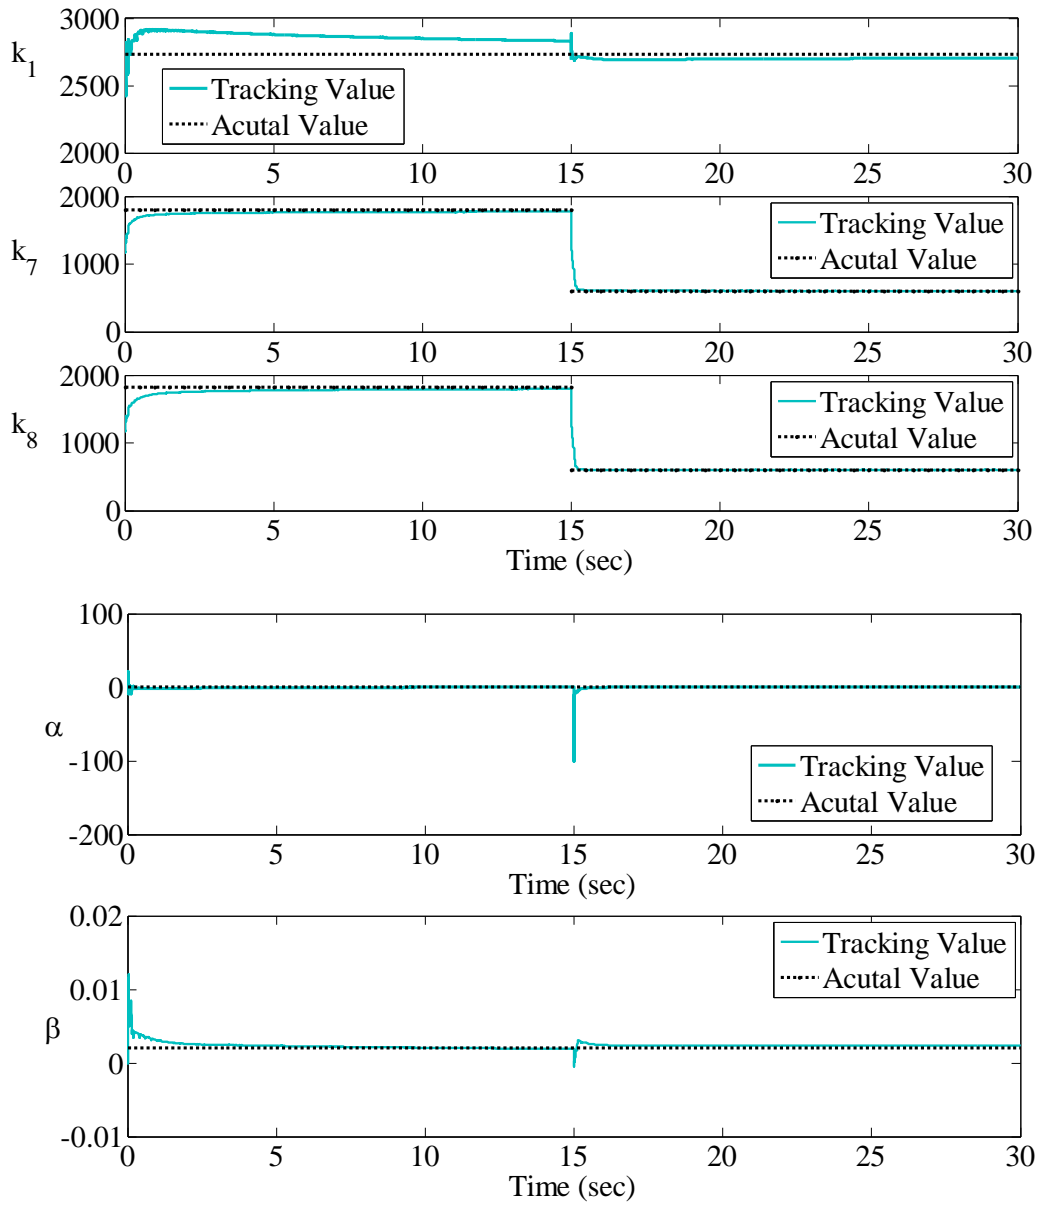 3000
k1
2500
Tracking Value
Acutal Value
2000
0 5 10 15 20 25 30
2000
k7
1000
Tracking Value
Acutal Value
0
0 5 10 15 20 25 30
2000
k8
1000
Tracking Value
Acutal Value
0
0 5 10 15 20 25 30
Time (sec)
100
0
α
-100
Tracking Value
Acutal Value
-200
0 5 10 15 20 25 30
Time (sec)
0.02
Tracking Value
Acutal Value
0.01
β
0
-0.01
0 5 10 15 20 25 30
Time (sec)